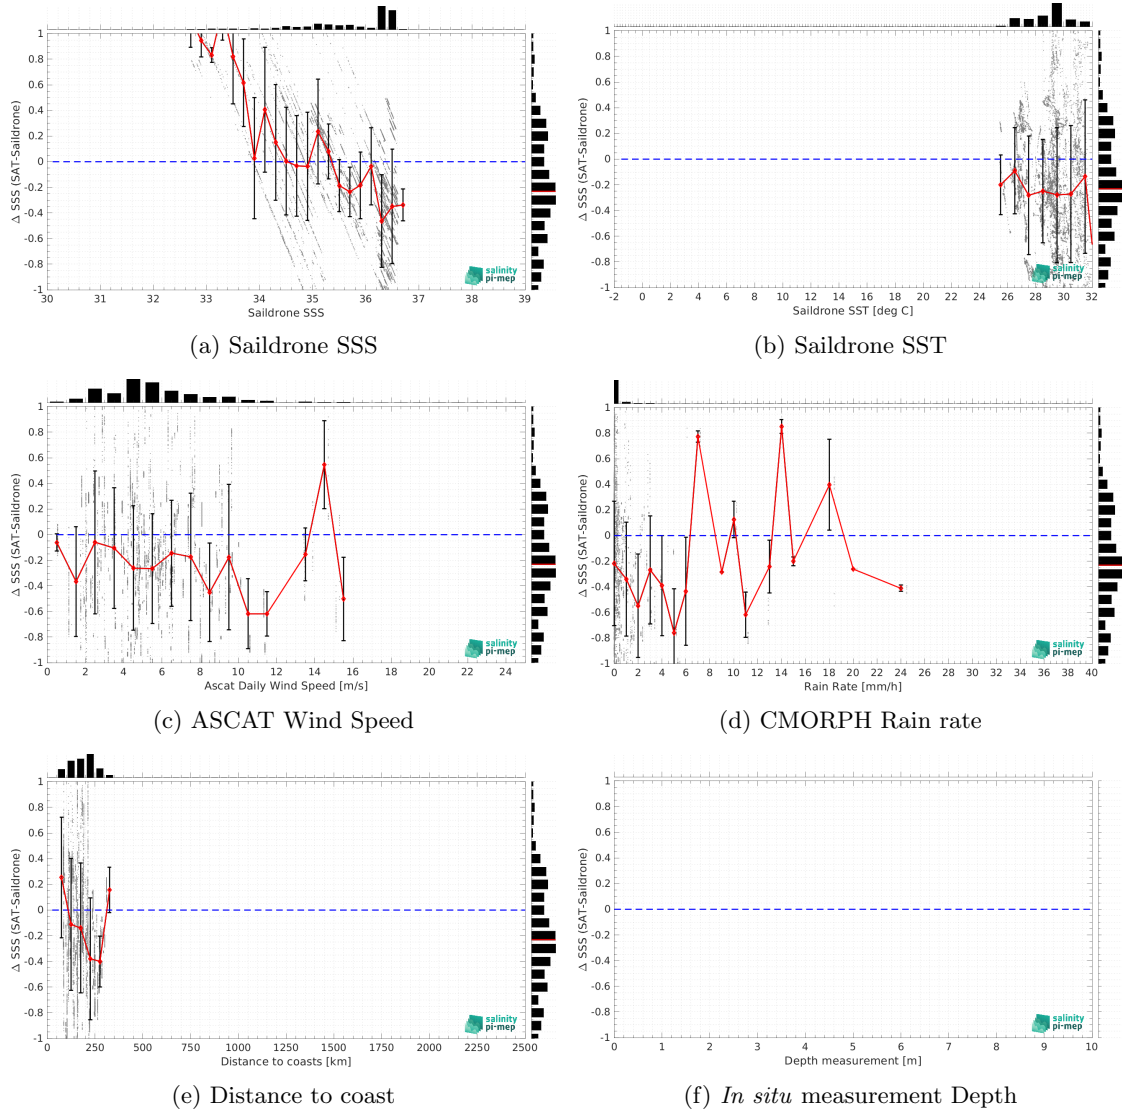 1
0.8
0.6
0.4
0.2
0
-0.2
-0.4
-0.6
-0.8
-1
Δ SSS (SAT-Saildrone)
30 31 32 33 34 35 36 37 38 39
Saildrone SSS
salinity
pi-mep
(a) Saildrone SSS
1
0.8
0.6
0.4
0.2
0
-0.2
-0.4
-0.6
-0.8
-1
Δ SSS (SAT-Saildrone)
-2 0 2 4 6 8 10 12 14 16 18 20 22 24 26 28 30 32
Saildrone SST [deg C]
salinity
pi-mep
(b) Saildrone SST
1
0.8
0.6
0.4
0.2
0
-0.2
-0.4
-0.6
-0.8
-1
Δ SSS (SAT-Saildrone)
0 2 4 6 8 10 12 14 16 18 20 22 24
Ascat Daily Wind Speed [m/s]
salinity
pi-mep
(c) ASCAT Wind Speed
1
0.8
0.6
0.4
0.2
0
-0.2
-0.4
-0.6
-0.8
-1
Δ SSS (SAT-Saildrone)
0 2 4 6 8 10 12 14 16 18 20 22 24 26 28 30 32 34 36 38 40
Rain Rate [mm/h]
salinity
pi-mep
(d) CMORPH Rain rate
1
0.8
0.6
0.4
0.2
0
-0.2
-0.4
-0.6
-0.8
-1
Δ SSS (SAT-Saildrone)
0 250 500 750 1000 1250 1500 1750 2000 2250 2500
Distance to coasts [km]
salinity
pi-mep
(e) Distance to coast
1
0.8
0.6
0.4
0.2
0
-0.2
-0.4
-0.6
-0.8
-1
Δ SSS (SAT-Saildrone)
0 1 2 3 4 5 6 7 8 9 10
Depth measurement [m]
salinity
pi-mep
(f) In situ measurement Depth